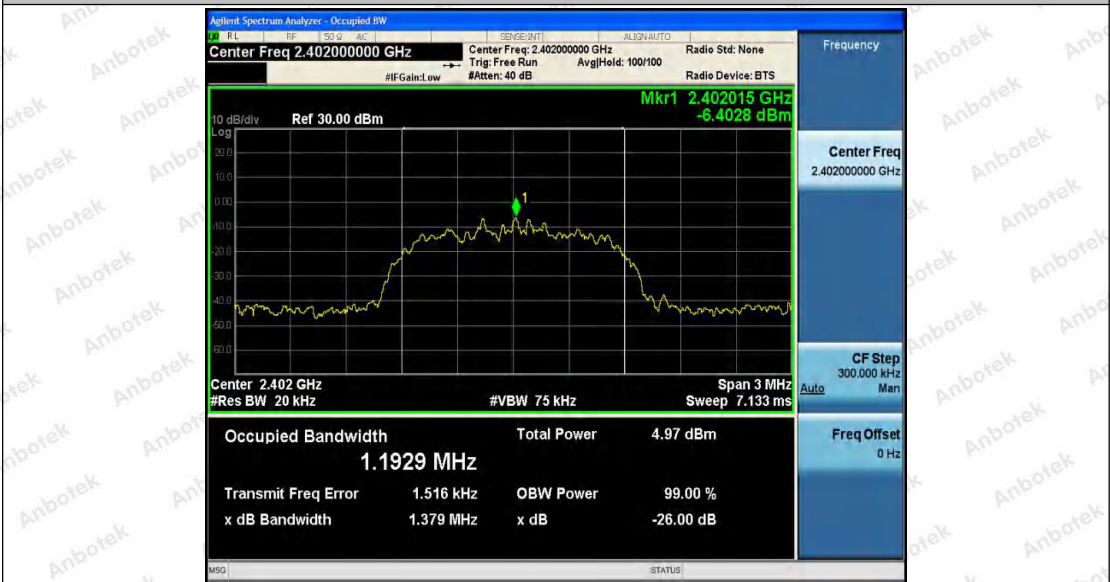 Agilent Spectrum Analyzer - Occupied BW
RL RF 50 Ω AC SENSE:INT ALIGN AUTO
Center Freq 2.402000000 GHz
Center Freq: 2.402000000 GHz Radio Std: None
Trig: Free Run Avg|Hold: 100/100
#IFGain:Low #Atten: 40 dB Radio Device: BTS
Mkr1 2.402015 GHz
-6.4028 dBm
10 dB/div Ref 30.00 dBm
Log
20.0
10.0
0.00
-10.0
-20.0
-30.0
-40.0
-50.0
-60.0
1
Center 2.402 GHz Span 3 MHz
#Res BW 20 kHz #VBW 75 kHz Sweep 7.133 ms
Occupied Bandwidth Total Power 4.97 dBm
1.1929 MHz
Transmit Freq Error 1.516 kHz OBW Power 99.00 %
x dB Bandwidth 1.379 MHz x dB -26.00 dB
MSG STATUS
Frequency
Center Freq
2.402000000 GHz
CF Step
300.000 kHz
Auto Man
Freq Offset
0 Hz
Anbotek